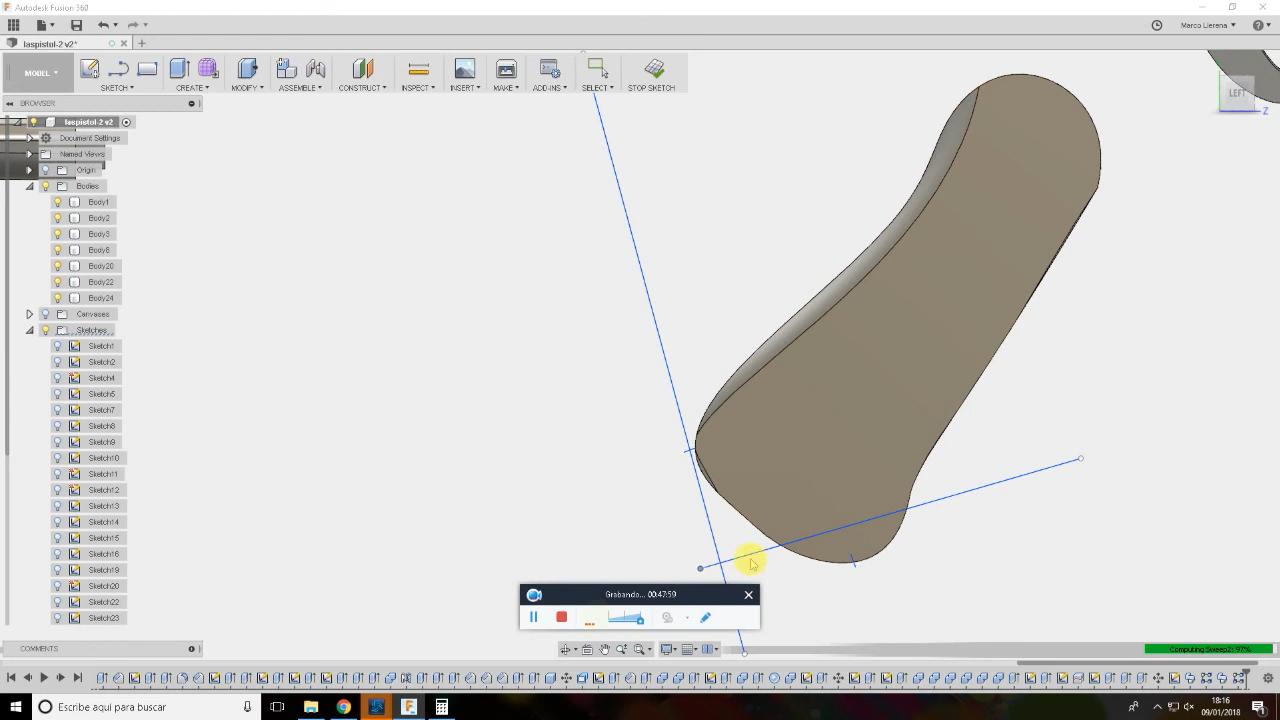 Autodesk Fusion 360
Marco Llerena
laspistol-2 v2*
MODEL
SKETCH
CREATE
MODIFY
ASSEMBLE
CONSTRUCT
INSPECT
INSERT
MAKE
ADD-INS
SELECT
STOP SKETCH
LEFT
Z
BROWSER
laspistol-2 v2
Document Settings
Named Views
Origin
Bodies
Body1
Body2
Body3
Body8
Body20
Body22
Body24
Canvases
Sketches
Sketch1
Sketch2
Sketch4
Sketch5
Sketch7
Sketch8
Sketch9
Sketch10
Sketch11
Sketch12
Sketch13
Sketch14
Sketch15
Sketch16
Sketch19
Sketch20
Sketch22
Sketch23
Grabando... 00:47:59
COMMENTS
Computing Sweep2: 97%
Escribe aquí para buscar
18:16
09/01/2018